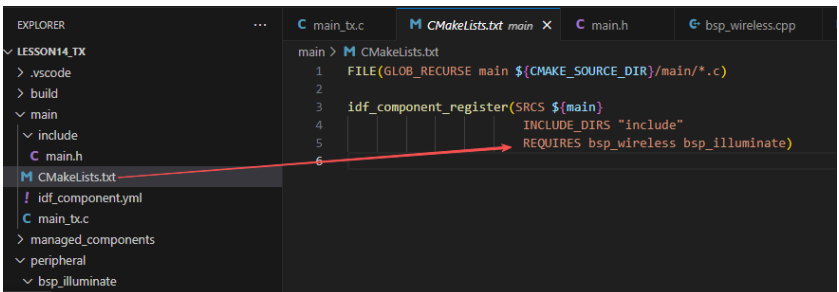 EXPLORER
...
LESSON14_TX
.vscode
build
main
include
C main.h
M CMakeLists.txt
! idf_component.yml
C main_tx.c
managed_components
peripheral
bsp_illuminate
C main_tx.c
M CMakeLists.txt main ×
C main.h
G bsp_wireless.cpp
main > M CMakeLists.txt
1 FILE(GLOB_RECURSE main ${CMAKE_SOURCE_DIR}/main/*.c)
2
3 idf_component_register(SRCS ${main}
4 INCLUDE_DIRS "include"
5 REQUIRES bsp_wireless bsp_illuminate)
6